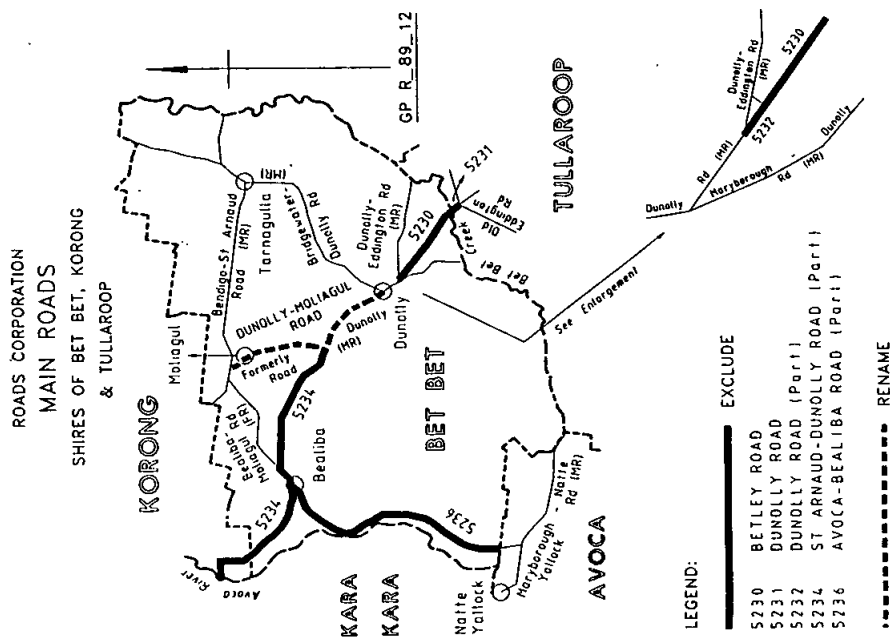 ROADS CORPORATION
MAIN ROADS
SHIRES OF BET BET, KORONG
& TULLAROOP
GP R_89_12
KORONG
Moliagul
Bendigo-St Arnaud
Road (MR)
Tarnagulla
Bridgewater-
Dunolly Rd
(MR)
DUNOLLY-MOLIAGUL
ROAD
Formerly
Road
Dunolly
(MR)
Dunolly
Dunolly-
Eddington Rd
(MR)
5230
5231
Old
Eddington
Rd
Bet Bet
Creek
TULLAROOP
Bealiba-
Moliagul Rd
(FR)
5234
Bealiba
5234
Avoca
River
BET BET
5236
KARA
KARA
Natte
Yallock
Maryborough - Natte
Yallock Rd (MR)
AVOCA
See Enlargement
Dunolly
Rd (MR)
Maryborough
Rd (MR)
Dunolly
Dunolly-
Eddington Rd
(MR)
5232
5230
LEGEND:
EXCLUDE
5230 BETLEY ROAD
5231 DUNOLLY ROAD
5232 DUNOLLY ROAD (Part)
5234 ST ARNAUD-DUNOLLY ROAD (Part)
5236 AVOCA-BEALIBA ROAD (Part)
RENAME